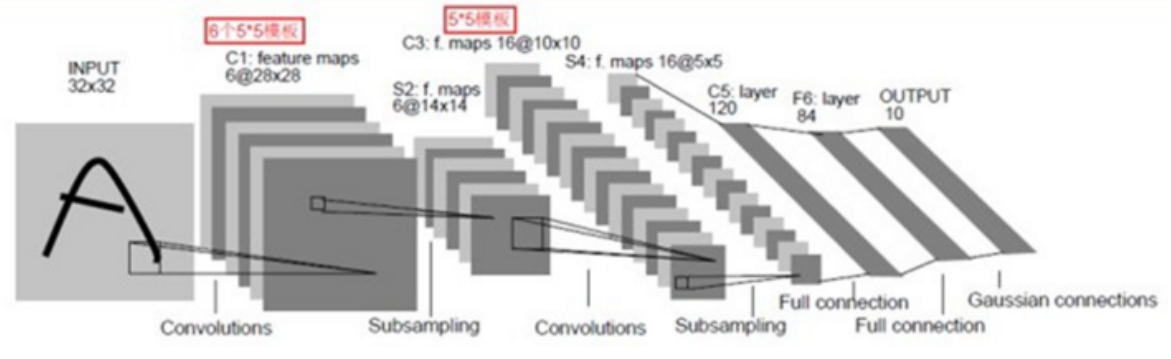 6个5*5模板
5*5模板
INPUT
32x32
C1: feature maps
6@28x28
S2: f. maps
6@14x14
C3: f. maps 16@10x10
S4: f. maps 16@5x5
C5: layer
120
F6: layer
84
OUTPUT
10
Convolutions
Subsampling
Convolutions
Subsampling
Full connection
Full connection
Gaussian connections